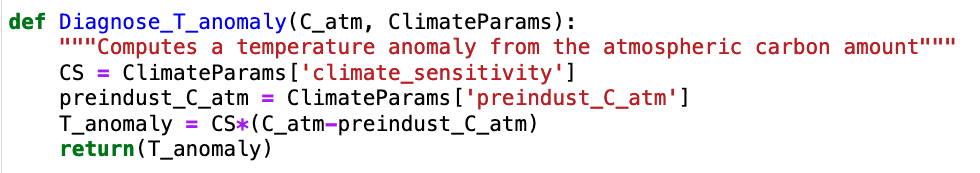 def Diagnose_T_anomaly(C_atm, ClimateParams):
    """Computes a temperature anomaly from the atmospheric carbon amount"""
    CS = ClimateParams['climate_sensitivity']
    preindust_C_atm = ClimateParams['preindust_C_atm']
    T_anomaly = CS*(C_atm-preindust_C_atm)
    return(T_anomaly)